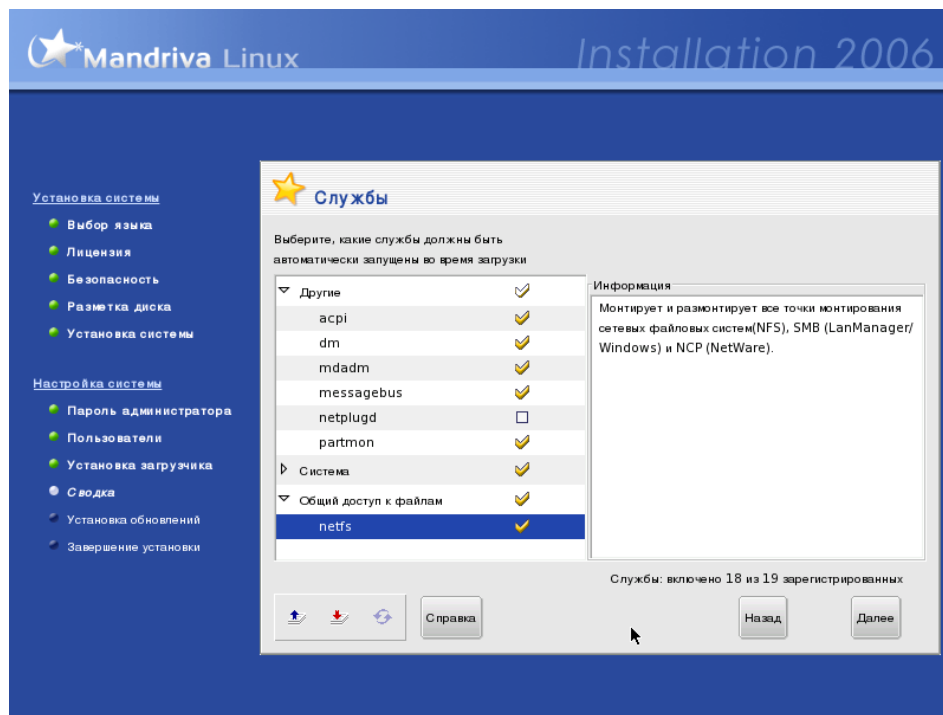 Mandriva Linux
Installation 2006
Установка системы
Выбор языка
Лицензия
Безопасность
Разметка диска
Установка системы
Настройка системы
Пароль администратора
Пользователи
Установка загрузчика
Сводка
Установка обновлений
Завершение установки
Службы
Выберите, какие службы должны быть
автоматически запущены во время загрузки
Другие
acpi
dm
mdadm
messagebus
netplugd
partmon
Система
Общий доступ к файлам
netfs
Информация
Монтирует и размонтирует все точки монтирования
сетевых файловых систем(NFS), SMB (LanManager/
Windows) и NCP (NetWare).
Службы: включено 18 из 19 зарегистрированных
Справка
Назад
Далее